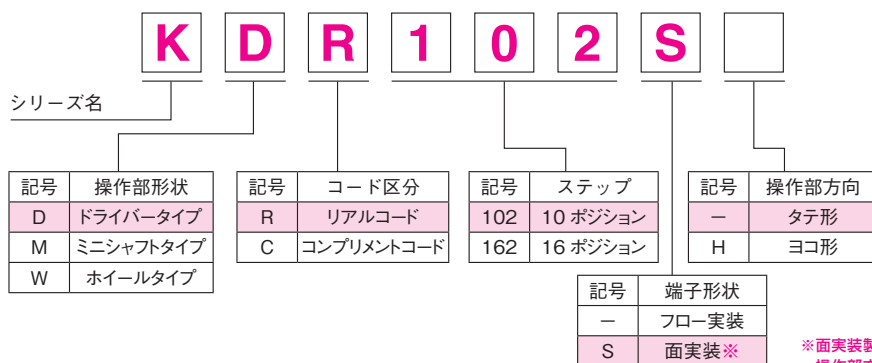 K D R 1 0 2 S
シリーズ名
記号 操作部形状
D ドライバータイプ
M ミニシャフトタイプ
W ホイールタイプ
記号 コード区分
R リアルコード
C コンプリメントコード
記号 ステップ
102 10 ポジション
162 16 ポジション
記号 操作部方向
− タテ形
H ヨコ形
記号 端子形状
− フロー実装
S 面実装※
※面実装製
操作部方